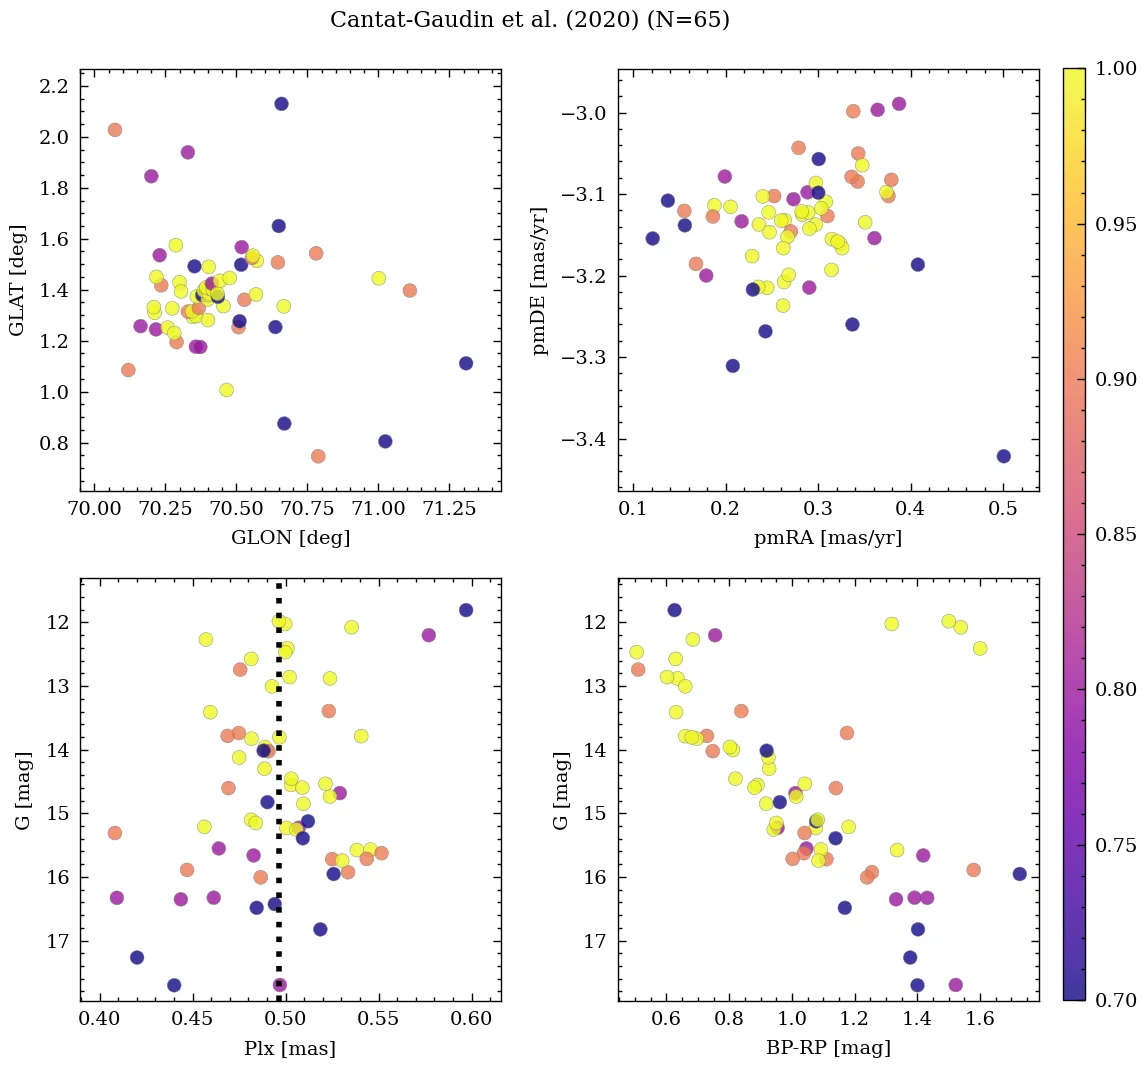 Cantat-Gaudin et al. (2020) (N=65)
2.2
2.0
1.8
1.6
1.4
1.2
1.0
0.8
GLAT [deg]
70.00 70.25 70.50 70.75 71.00 71.25
GLON [deg]
−3.0
−3.1
−3.2
−3.3
−3.4
pmDE [mas/yr]
0.1 0.2 0.3 0.4 0.5
pmRA [mas/yr]
12
13
14
15
16
17
G [mag]
0.40 0.45 0.50 0.55 0.60
Plx [mas]
12
13
14
15
16
17
G [mag]
0.6 0.8 1.0 1.2 1.4 1.6
BP-RP [mag]
1.00
0.95
0.90
0.85
0.80
0.75
0.70